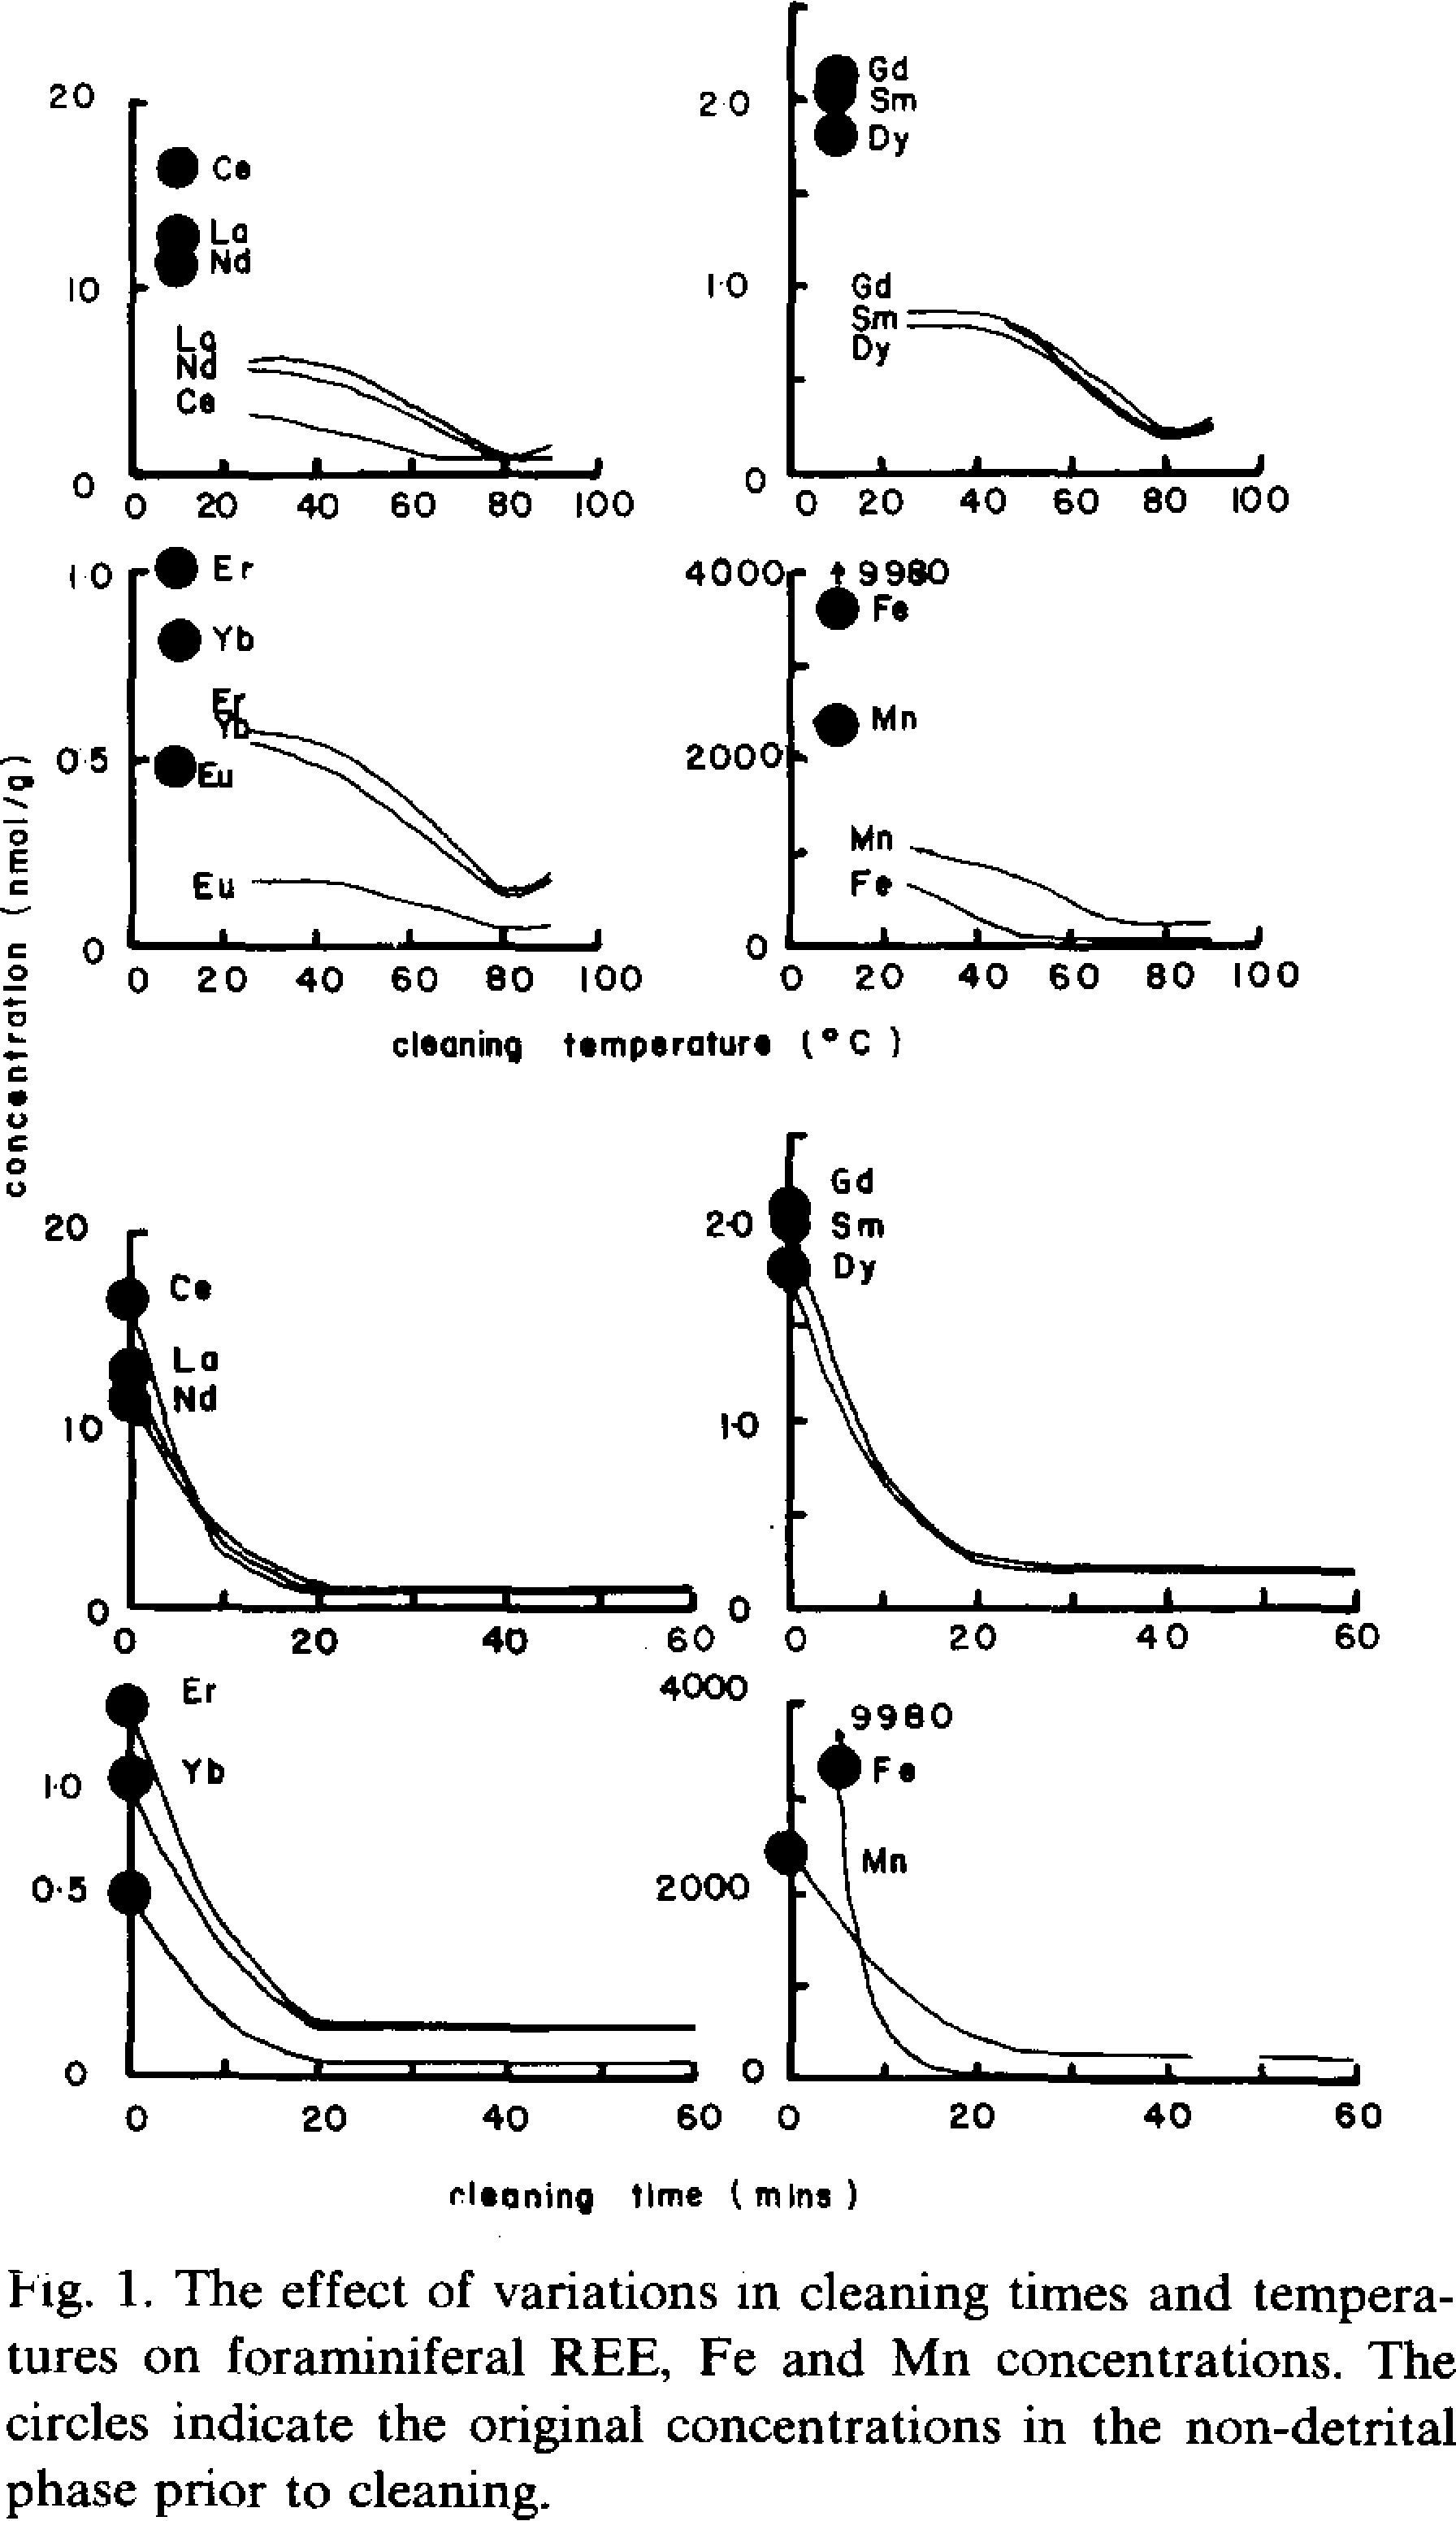 20
Ce
La
Nd
10
La
Nd
Ce
0
0 20 40 60 80 100
Gd
2·0 Sm
Dy
1·0 Gd
Sm
Dy
0
0 20 40 60 80 100
1·0 Er
Yb
Er
Yb
0·5 Eu
Eu
0
0 20 40 60 80 100
4000 9980
Fe
Mn
2000
Mn
Fe
0
0 20 40 60 80 100
concentration (nmol/g)
cleaning temperature (°C)
20
Ce
La
Nd
10
0
0 20 40 60
Gd
2·0 Sm
Dy
1·0
0
0 20 40 60
Er
1·0 Yb
0·5
0
0 20 40 60
4000
9980
Fe
Mn
2000
0
0 20 40 60
cleaning time (mins)
Fig. 1. The effect of variations in cleaning times and tempera-
tures on foraminiferal REE, Fe and Mn concentrations. The
circles indicate the original concentrations in the non-detrital
phase prior to cleaning.